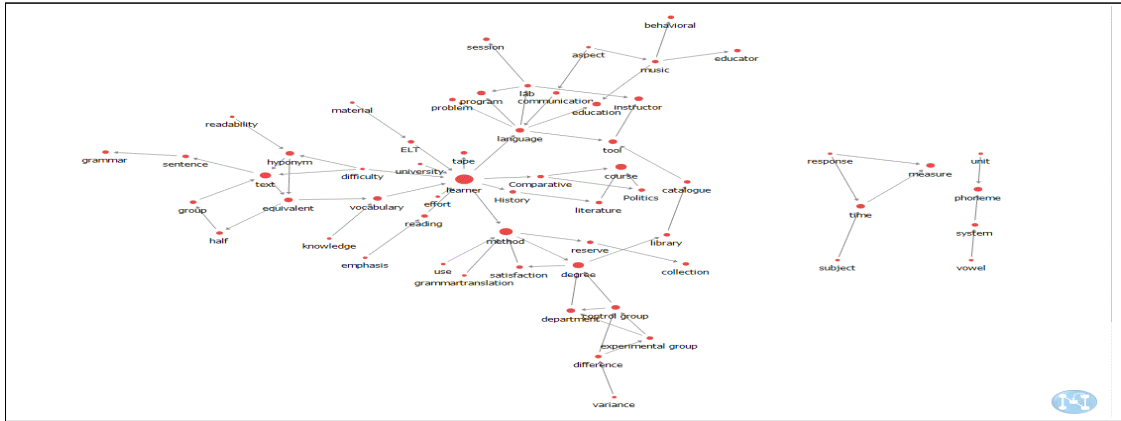 behavioral
session
aspect
educator
music
lab
program
communication
problem
instructor
education
material
readability
language
ELT
tool
grammar
sentence
hyponym
tape
university
response
measure
unit
text
difficulty
learner
Comparative
course
catalogue
History
Politics
phoneme
group
equivalent
vocabulary
effort
literature
time
reading
half
knowledge
method
library
system
reserve
emphasis
use
satisfaction
degree
collection
subject
vowel
grammartranslation
department
control group
experimental group
difference
variance